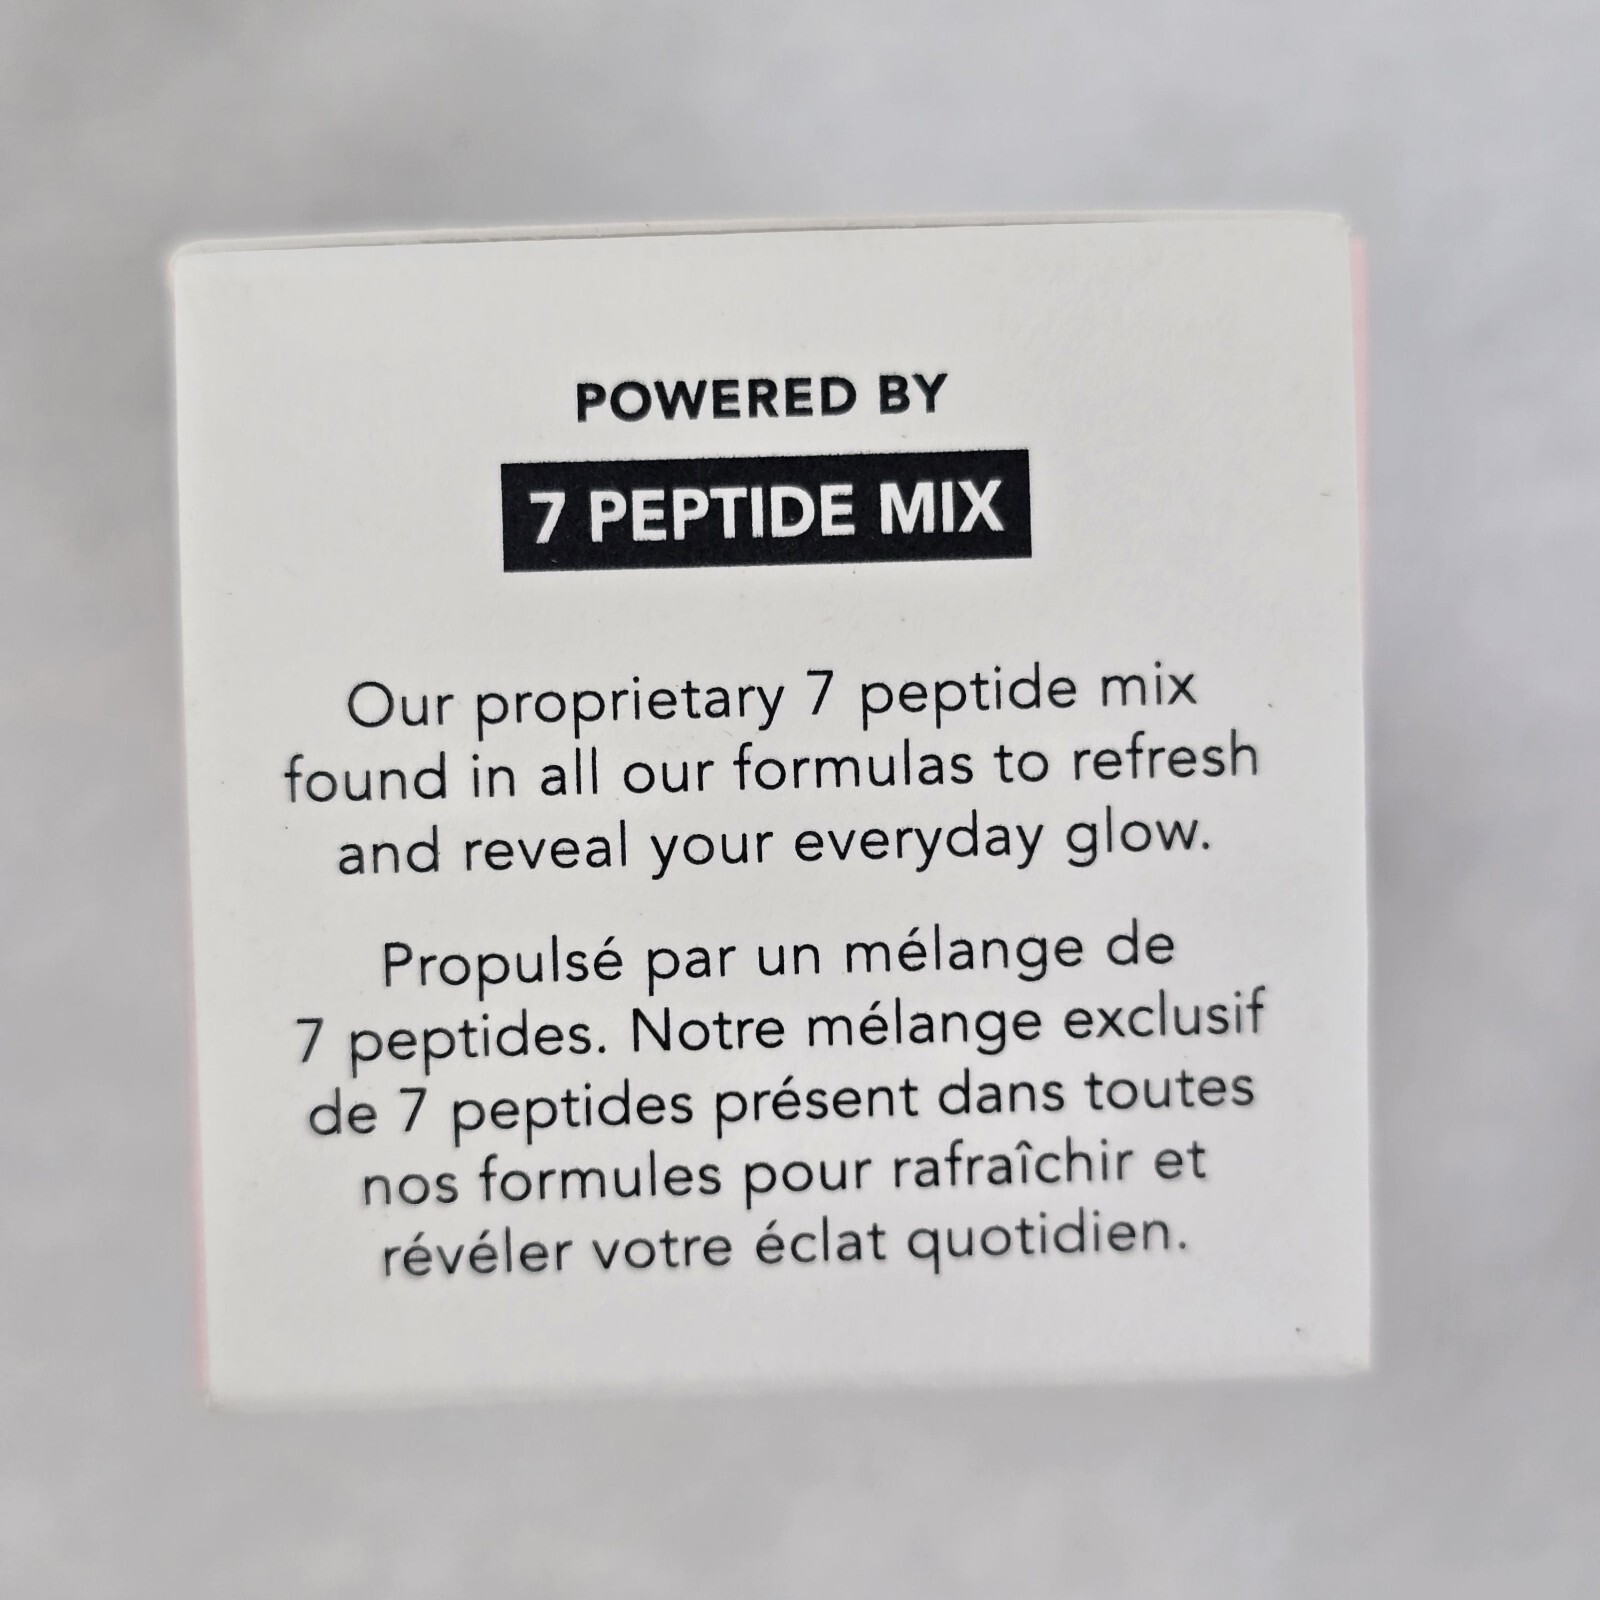 POWERED BY
7 PEPTIDE MIX
Our proprietary 7 peptide mix
found in all our formulas to refresh
and reveal your everyday glow.
Propulsé par un mélange de
7 peptides. Notre mélange exclusif
de 7 peptides présent dans toutes
nos formules pour rafraîchir et
révéler votre éclat quotidien.